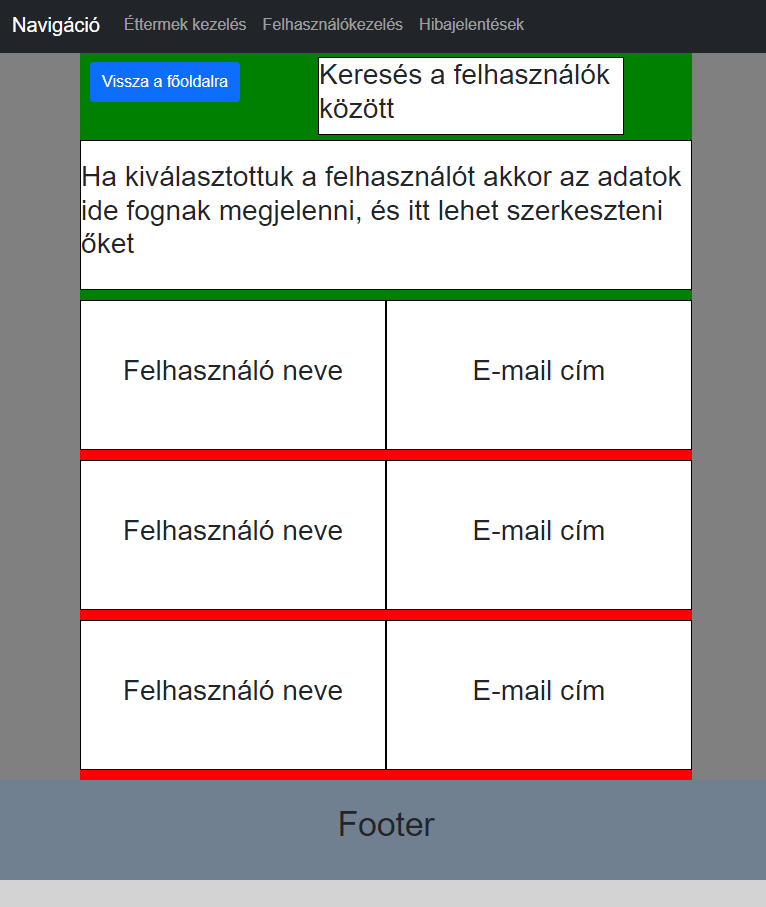 Navigáció Éttermek kezelés Felhasználókezelés Hibajelentések
Vissza a főoldalra
Keresés a felhasználók
között
Ha kiválasztottuk a felhasználót akkor az adatok
ide fognak megjelenni, és itt lehet szerkeszteni
őket
Felhasználó neve
E-mail cím
Felhasználó neve
E-mail cím
Felhasználó neve
E-mail cím
Footer